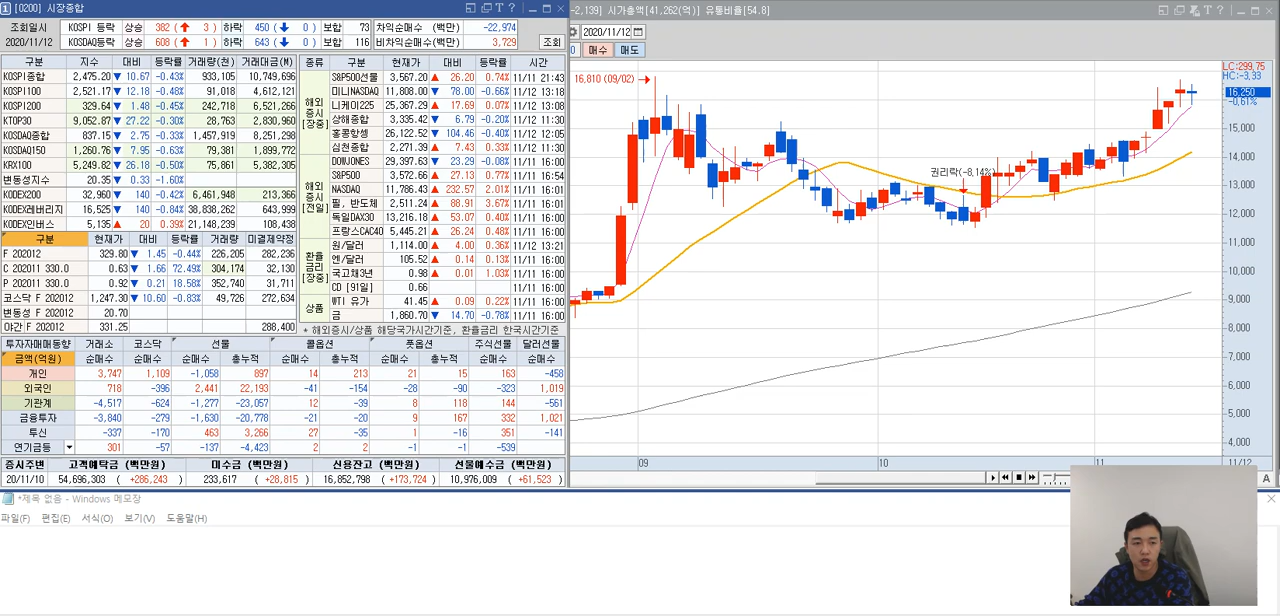 [0200] 시장종합
조회일시 KOSPI 등락 상승 382 ( 3) 하락 450 ( 0) 보합 73 차익순매수 (백만) -22,974
2020/11/12 KOSDAQ등락 상승 608 ( 1) 하락 643 ( 0) 보합 116 비차익순매수(백만) 3,729 조회
구분 지수 대비 등락률 거래량(천) 거래대금(M)
KOSPI종합 2,475.20 ▼ 10.67 -0.43% 933,105 10,749,696
KOSPI100 2,521.17 ▼ 12.18 -0.48% 91,018 4,612,121
KOSPI200 329.64 ▼ 1.48 -0.45% 242,718 6,521,266
KTOP30 9,052.87 ▼ 27.22 -0.30% 28,763 2,830,960
KOSDAQ종합 837.15 ▼ 2.75 -0.33% 1,457,919 8,251,298
KOSDAQ150 1,251.76 ▼ 7.95 -0.63% 79,381 1,899,772
KRX100 5,249.82 ▼ 26.18 -0.50% 75,861 5,382,305
변동성지수 20.35 ▼ 0.33 -1.60%
KODEX200 32,960 ▼ 140 -0.42% 6,461,948 213,239
KODEX레버리지 16,525 ▼ 140 -0.84% 38,838,262 643,999
KODEX인버스 5,135 ▲ 20 0.39% 21,148,239 108,438
구분 현재가 대비 등락률 거래량 미결제약정
F 202012 329.80 ▼ 1.45 -0.44% 226,205 282,236
C 202011 330.0 0.63 ▼ 1.66 72.49% 304,174 32,130
P 202011 330.0 0.92 ▼ 0.21 18.58% 352,740 31,711
코스닥 F 202012 1,247.30 ▼ 10.60 -0.83% 49,726 272,634
변동성 F 202012 20.70
야간 F 202012 331.25 288,400
종류 구분 현재가 대비 등락률 시간
해외증시[장중]
S&P500선물 3,567.20 ▲ 26.20 0.74% 11/11 21:43
미니NASDAQ 11,808.00 ▼ 78.00 -0.66% 11/12 13:18
니케이225 25,367.29 ▲ 17.69 0.07% 11/12 13:08
상해종합 3,335.42 ▼ 6.79 -0.20% 11/12 12:30
홍콩항셍 26,122.52 ▼ 104.46 -0.40% 11/12 12:05
심천종합 2,271.39 ▲ 7.43 0.33% 11/12 11:30
해외증시[전일]
DOWJONES ▼ 23.29 -0.08% 11/11 16:00
S&P500 ▲ 27.13 0.77% 11/11 16:54
NASDAQ 11,786.43 ▲ 232.57 2.01% 11/11 16:00
필, 반도체 2,511.24 ▲ 88.91 3.67% 11/11 16:01
독일DAX30 13,216.18 ▲ 53.07 0.40% 11/11 16:00
프랑스CAC40 5,445.21 ▲ 26.24 0.48% 11/11 16:00
환율금리[장중]
원/달러 1,114.00 ▲ 4.00 0.36% 11/12 13:21
엔/달러 105.52 ▲ 0.14 0.13% 11/11 16:00
국고채3년 0.98 ▲ 0.01 1.03% 11/11 16:00
CD [91일] 0.66 11/11 16:00
상품
WTI 유가 41.45 ▲ 0.09 0.22% 11/11 16:00
금 1,860.70 ▼ 14.70 -0.78% 11/11 16:00
* 해외증시/상품 해당국가시간기준, 환율금리 한국시간기준
투자자매매동향 거래소 코스닥 선물 콜옵션 풋옵션 주식선물 달러선물
금액(억원) 순매수 순매수 순매수 총누적 순매수 총누적 순매수 총누적 순매수 순매수
개인 3,747 1,109 -1,058 897 14 213 21 15 163 -458
외국인 718 -396 2,441 22,193 -41 -154 -28 -90 -323 1,019
기관계 -4,517 -624 -1,277 -23,057 12 -39 8 118 144 -561
금융투자 -3,840 -279 -1,630 -20,778 -21 -20 9 167 332 1,021
투신 -337 -170 463 3,266 27 -35 1 -16 351 -141
연기금등 301 -57 -137 -4,423 2 2 -1 -1 -539
증시주변 고객예탁금 (백만원) 미수금 (백만원) 신용잔고 (백만원) 선물예수금 (백만원)
20/11/10 54,696,303 (+286,243) 233,617 (+28,815) (+173,724) 10,976,009 (+61,523)
-2,139] 시가총액[41,262(억)] 유통비율[54.8]
2020/11/12
매수 매도
16,810 (09/02)
권리락(-8,14%)
LC:299,75
HC:-3,33
16,250
-0,61%
15,000
14,000
13,000
12,000
11,000
10,000
9,000
8,000
7,000
6,000
5,000
4,000
09 10 11 11/12
A
*제목 없음 - Windows 메모장
파일(F) 편집(E) 서식(O) 보기(V) 도움말(H)